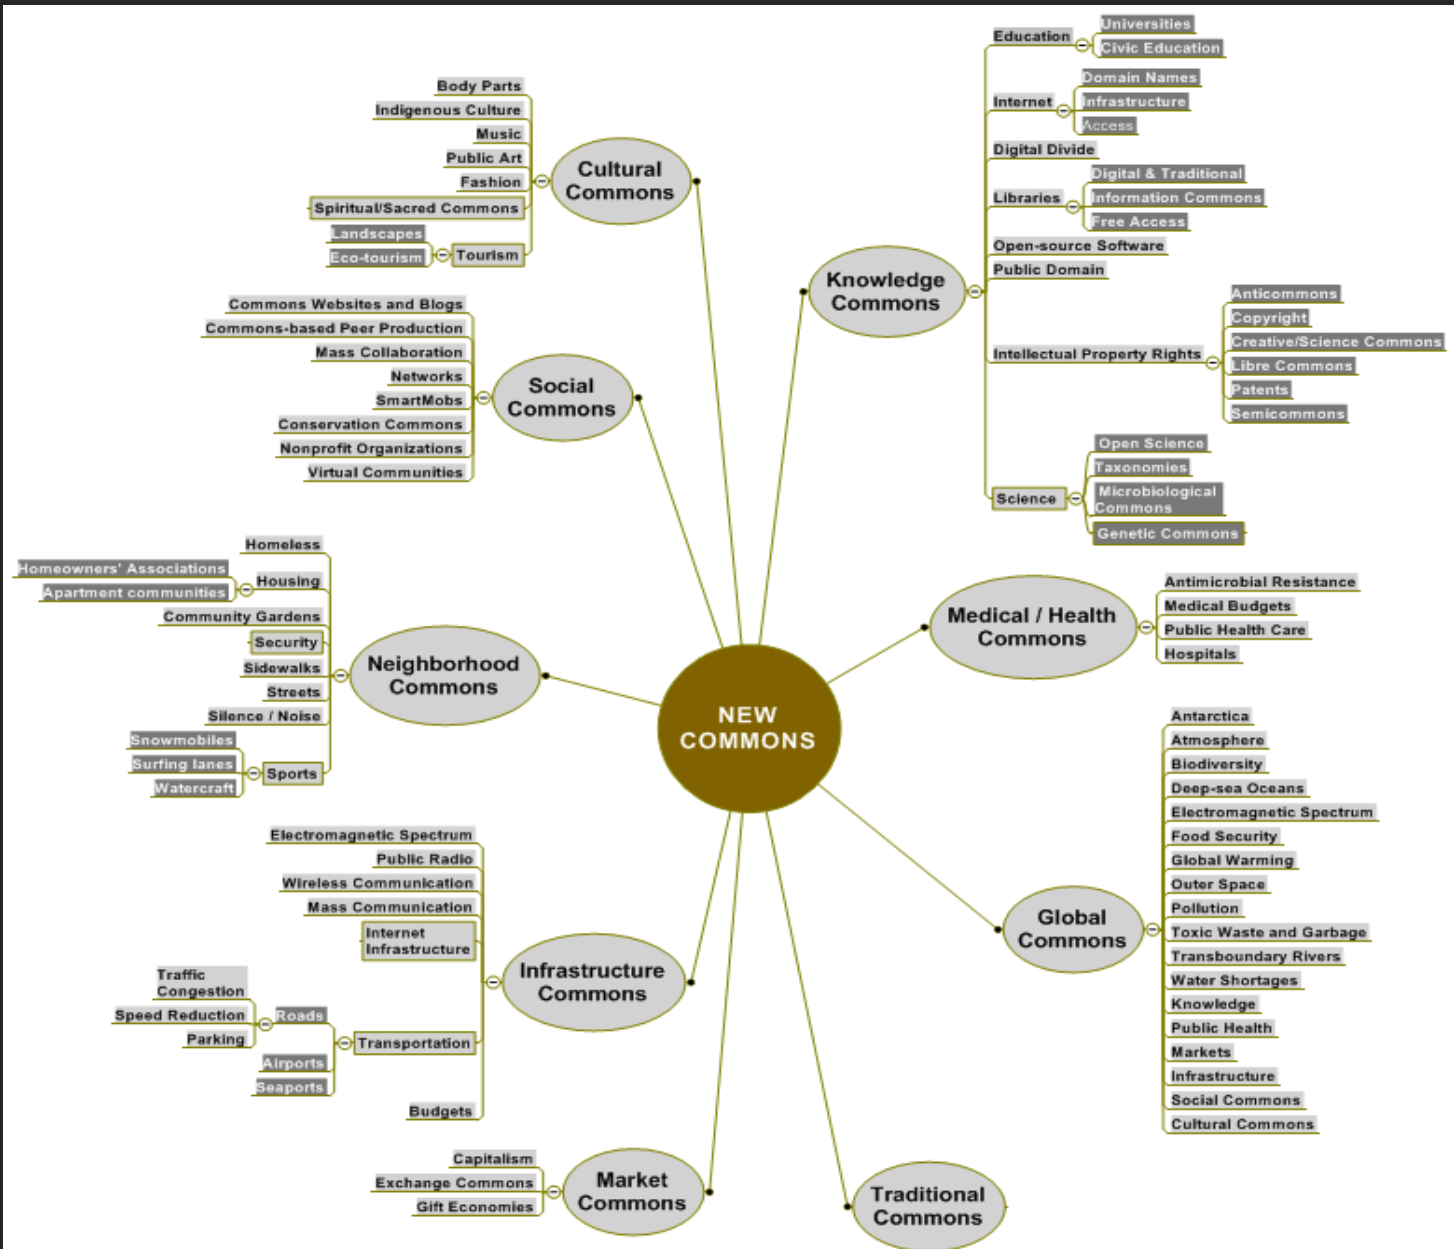 NEW
COMMONS
Cultural
Commons
Body Parts
Indigenous Culture
Music
Public Art
Fashion
Spiritual/Sacred Commons
Tourism
Landscapes
Eco-tourism
Social
Commons
Commons Websites and Blogs
Commons-based Peer Production
Mass Collaboration
Networks
SmartMobs
Conservation Commons
Nonprofit Organizations
Virtual Communities
Neighborhood
Commons
Homeless
Housing
Homeowners' Associations
Apartment communities
Community Gardens
Security
Sidewalks
Streets
Silence / Noise
Sports
Snowmobiles
Surfing lanes
Watercraft
Infrastructure
Commons
Electromagnetic Spectrum
Public Radio
Wireless Communication
Mass Communication
Internet
Infrastructure
Transportation
Roads
Traffic
Congestion
Speed Reduction
Parking
Airports
Seaports
Budgets
Market
Commons
Capitalism
Exchange Commons
Gift Economies
Knowledge
Commons
Education
Universities
Civic Education
Internet
Domain Names
Infrastructure
Access
Digital Divide
Libraries
Digital & Traditional
Information Commons
Free Access
Open-source Software
Public Domain
Intellectual Property Rights
Anticommons
Copyright
Creative/Science Commons
Libre Commons
Patents
Semicommons
Science
Open Science
Taxonomies
Microbiological
Commons
Genetic Commons
Medical / Health
Commons
Antimicrobial Resistance
Medical Budgets
Public Health Care
Hospitals
Global
Commons
Antarctica
Atmosphere
Biodiversity
Deep-sea Oceans
Electromagnetic Spectrum
Food Security
Global Warming
Outer Space
Pollution
Toxic Waste and Garbage
Transboundary Rivers
Water Shortages
Knowledge
Public Health
Markets
Infrastructure
Social Commons
Cultural Commons
Traditional
Commons